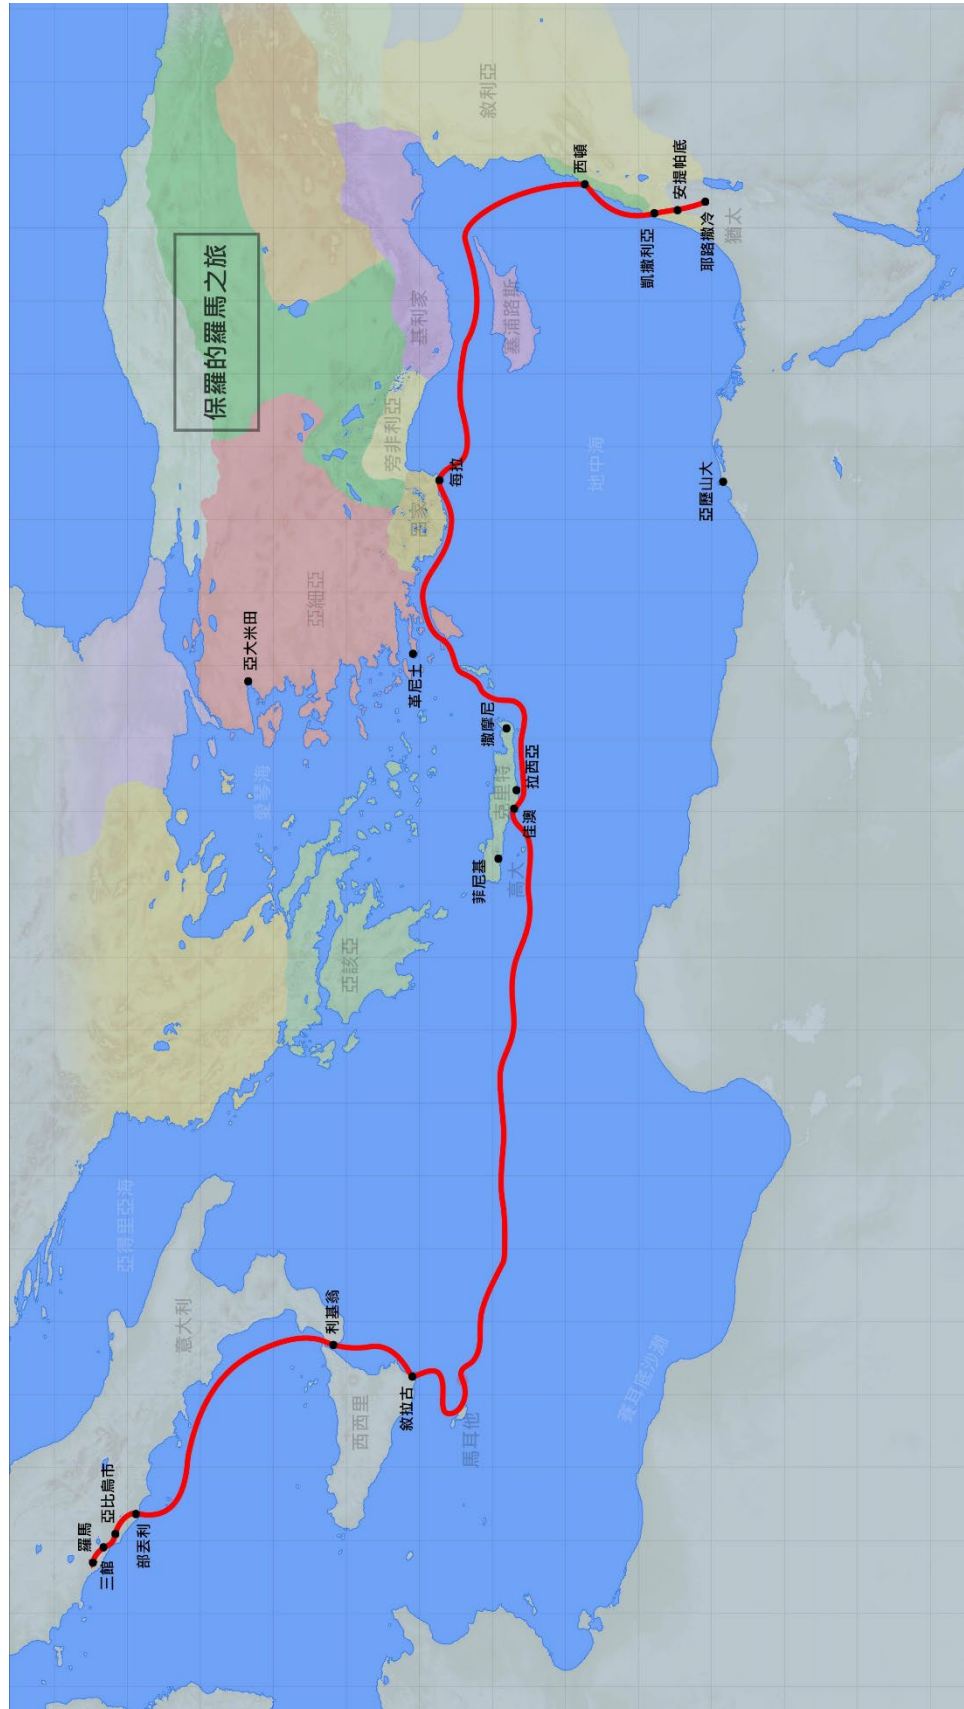 保羅的羅馬之旅
羅馬
三館
亞比烏市
亞得里亞海
部丟利
意大利
亞大米田
愛琴海
亞細亞
利基翁
亞該亞
西西里
旁非利亞
敘拉古
革尼土
呂家
基利家
每拉
馬耳他
菲尼基
撒摩尼
敘利亞
克里特
塞浦路斯
高大
佳澳
拉西亞
西頓
地中海
賽耳底沙灘
凱撒利亞
安提帕底
亞歷山大
耶路撒冷
猶太